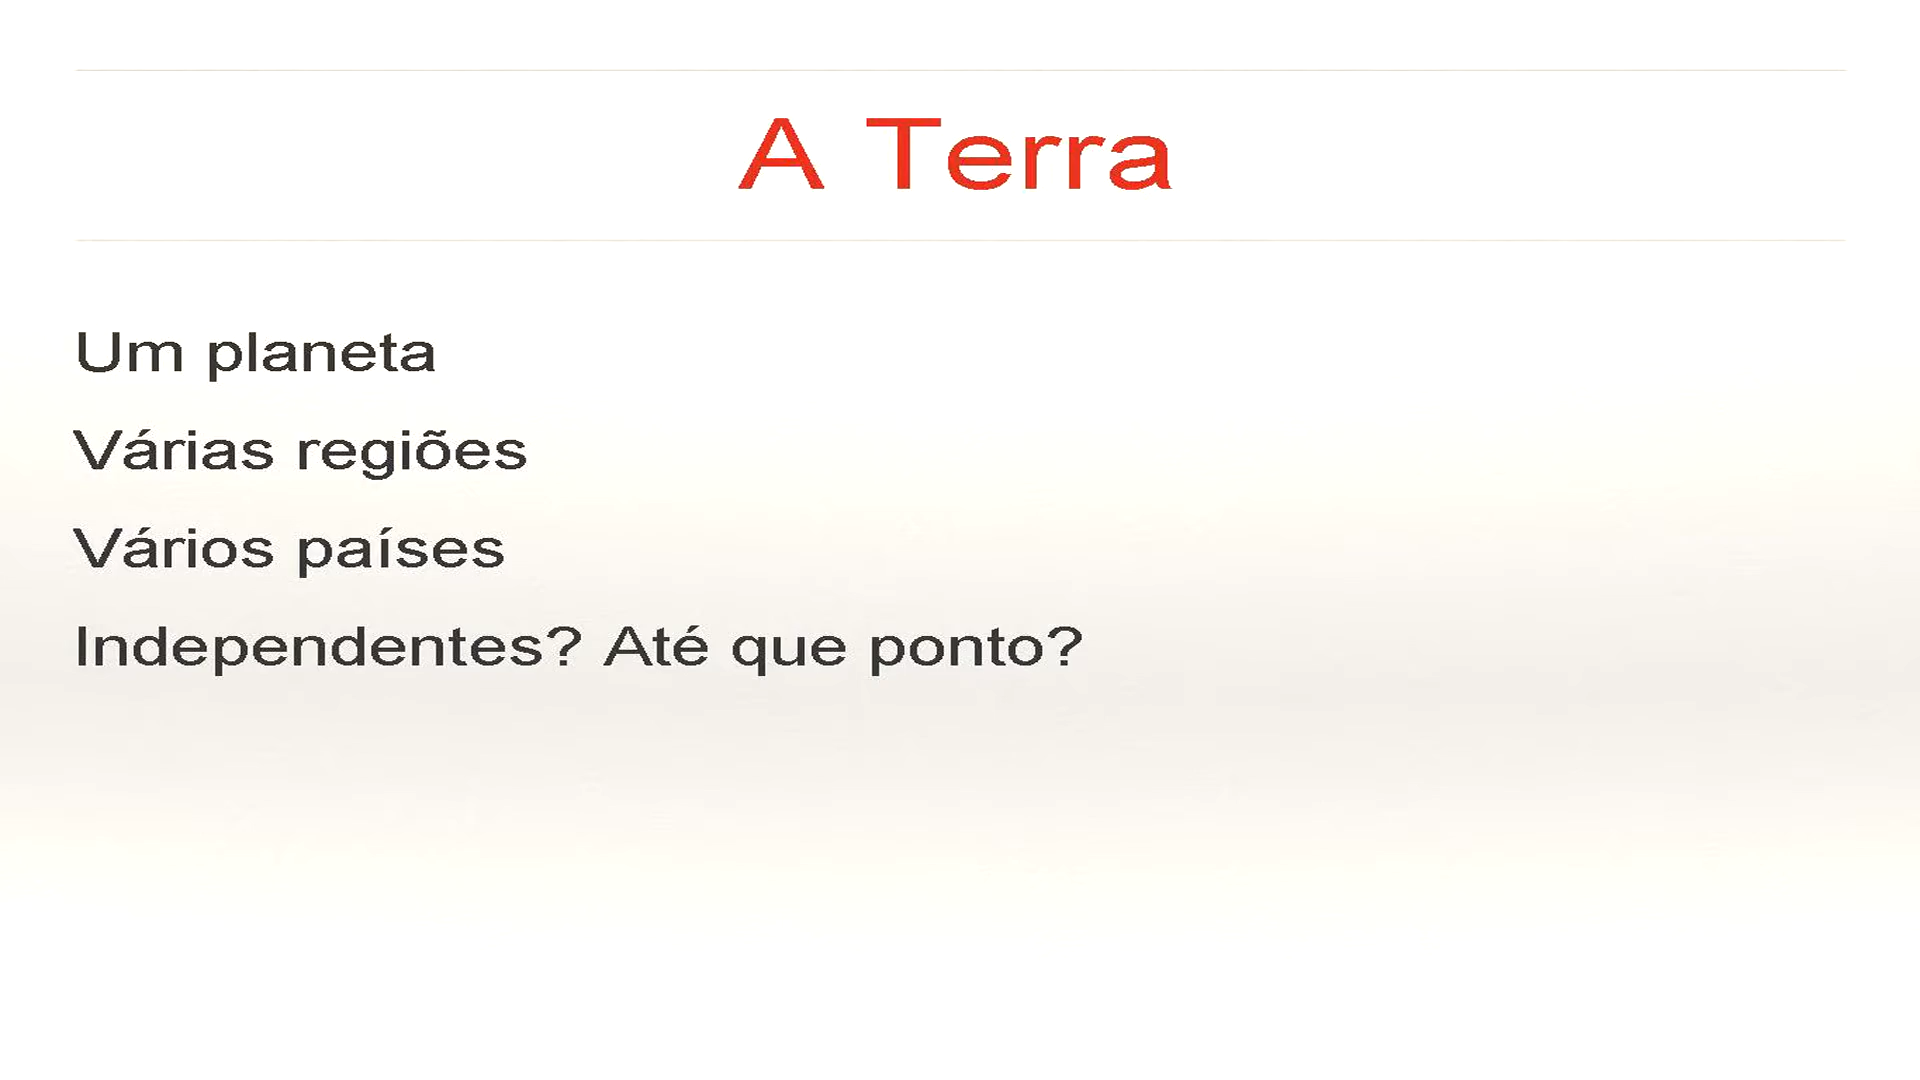 A Terra
Um planeta
Várias regiões
Vários países
Independentes? Até que ponto?